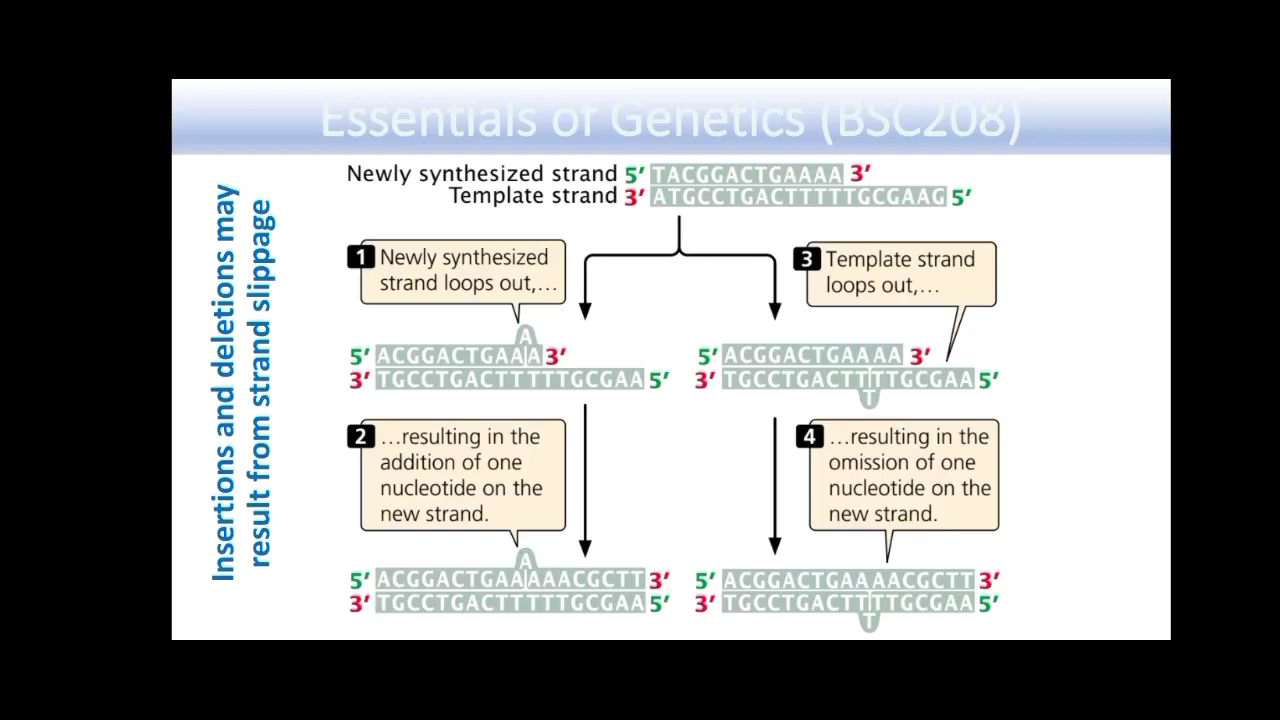 Essentials of Genetics (BSC208)
Insertions and deletions may
result from strand slippage
Newly synthesized strand 5′ TACGGACTGAAAA 3′
Template strand 3′ ATGCCTGACTTTTTGCGAAG 5′
1 Newly synthesized
strand loops out,…
3 Template strand
loops out,…
A
5′ ACGGACTGAAA 3′
3′ TGCCTGACTTTTTGCGAA 5′
5′ ACGGACTGAAAA 3′
3′ TGCCTGACTTTTGCGAA 5′
T
2 …resulting in the
addition of one
nucleotide on the
new strand.
4 …resulting in the
omission of one
nucleotide on the
new strand.
A
5′ ACGGACTGAAAAACGCTT 3′
3′ TGCCTGACTTTTTGCGAA 5′
5′ ACGGACTGAAAACGCTT 3′
3′ TGCCTGACTTTTGCGAA 5′
T